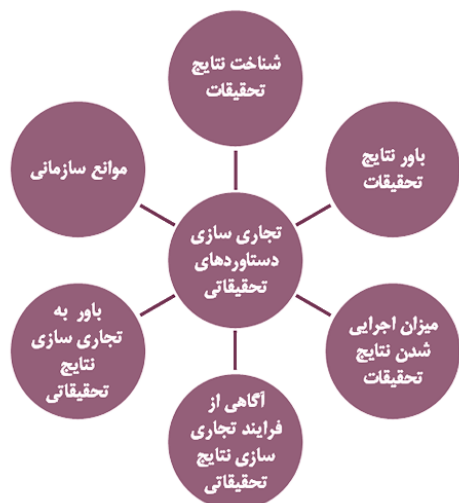 شناخت نتایج
تحقیقات
باور نتایج
تحقیقات
میزان اجرایی
شدن نتایج
تحقیقات
آگاهی از
فرایند تجاری
سازی نتایج
تحقیقاتی
باور به
تجاری سازی
نتایج
تحقیقاتی
موانع سازمانی
تجاری سازی
دستاوردهای
تحقیقاتی